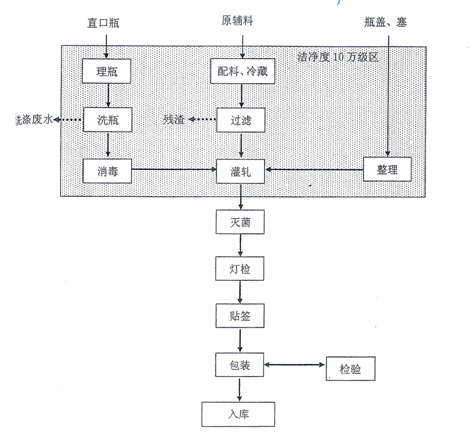 直口瓶
原辅料
瓶盖、塞
洁净度10万级区
理瓶
配料、冷藏
洗涤废水
洗瓶
残渣
过滤
消毒
灌轧
整理
灭菌
灯检
贴签
包装
检验
入库